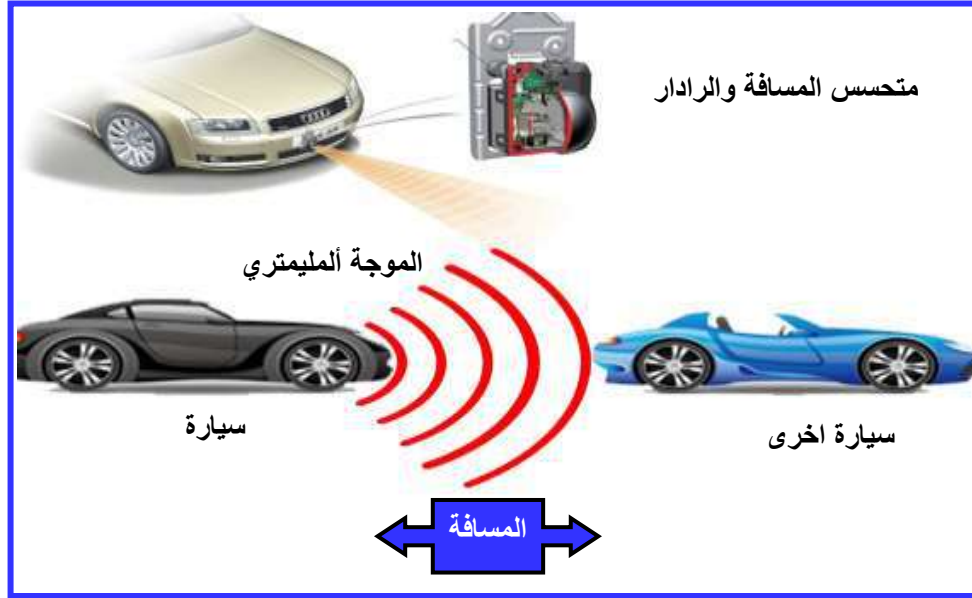 متحسس المسافة والرادار
الموجة ألمليمتري
سيارة
سيارة اخرى
المسافة